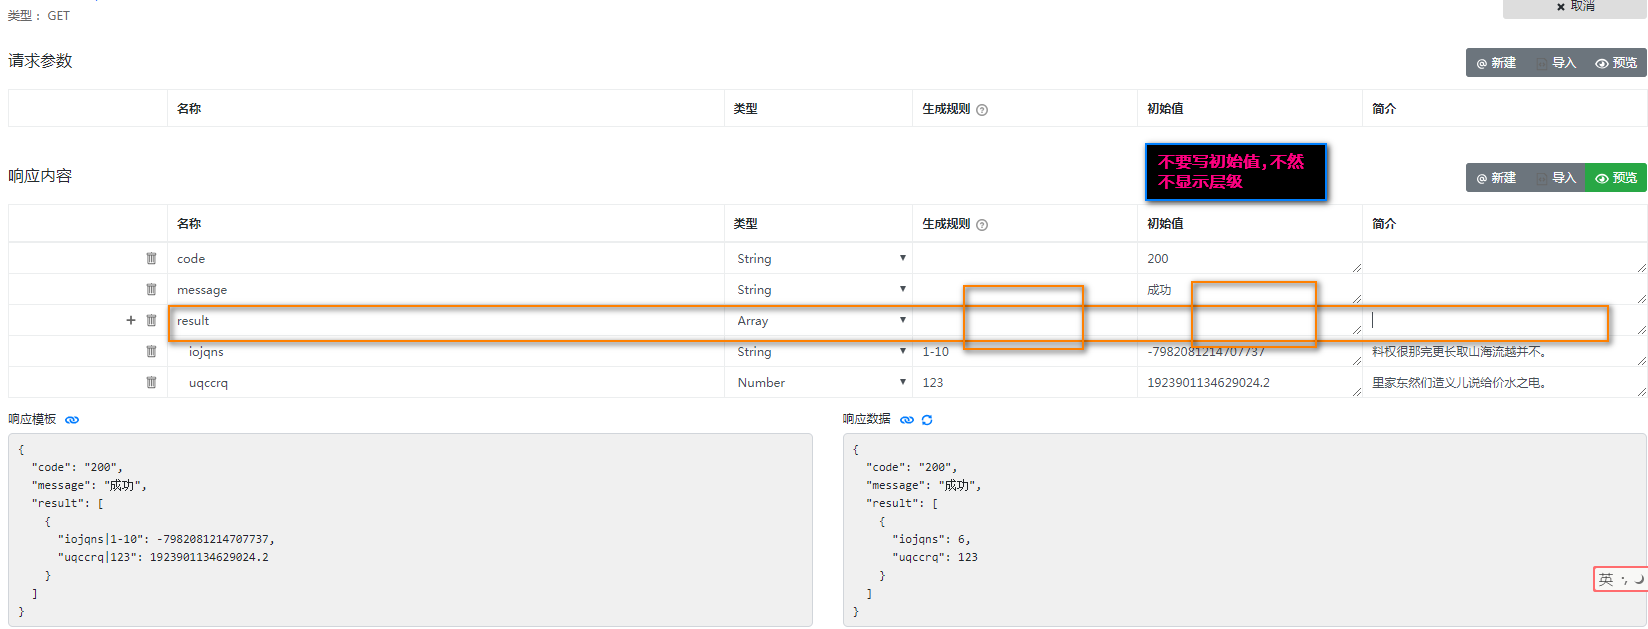 类型： GET
取消
请求参数
新建 导入 预览
名称 类型 生成规则 初始值 简介
不要写初始值,不然
不显示层级
响应内容
新建 导入 预览
名称 类型 生成规则 初始值 简介
code String 200
message String 成功
result Array
iojqns String 1-10 -7982081214707737 料权很那完更长取山海流越并不。
uqccrq Number 123 1923901134629024.2 里家东然们造义儿说给价水之电。
响应模板
{
"code": "200",
"message": "成功",
"result": [
{
"iojqns|1-10": -7982081214707737,
"uqccrq|123": 1923901134629024.2
}
]
}
响应数据
{
"code": "200",
"message": "成功",
"result": [
{
"iojqns": 6,
"uqccrq": 123
}
]
}
英